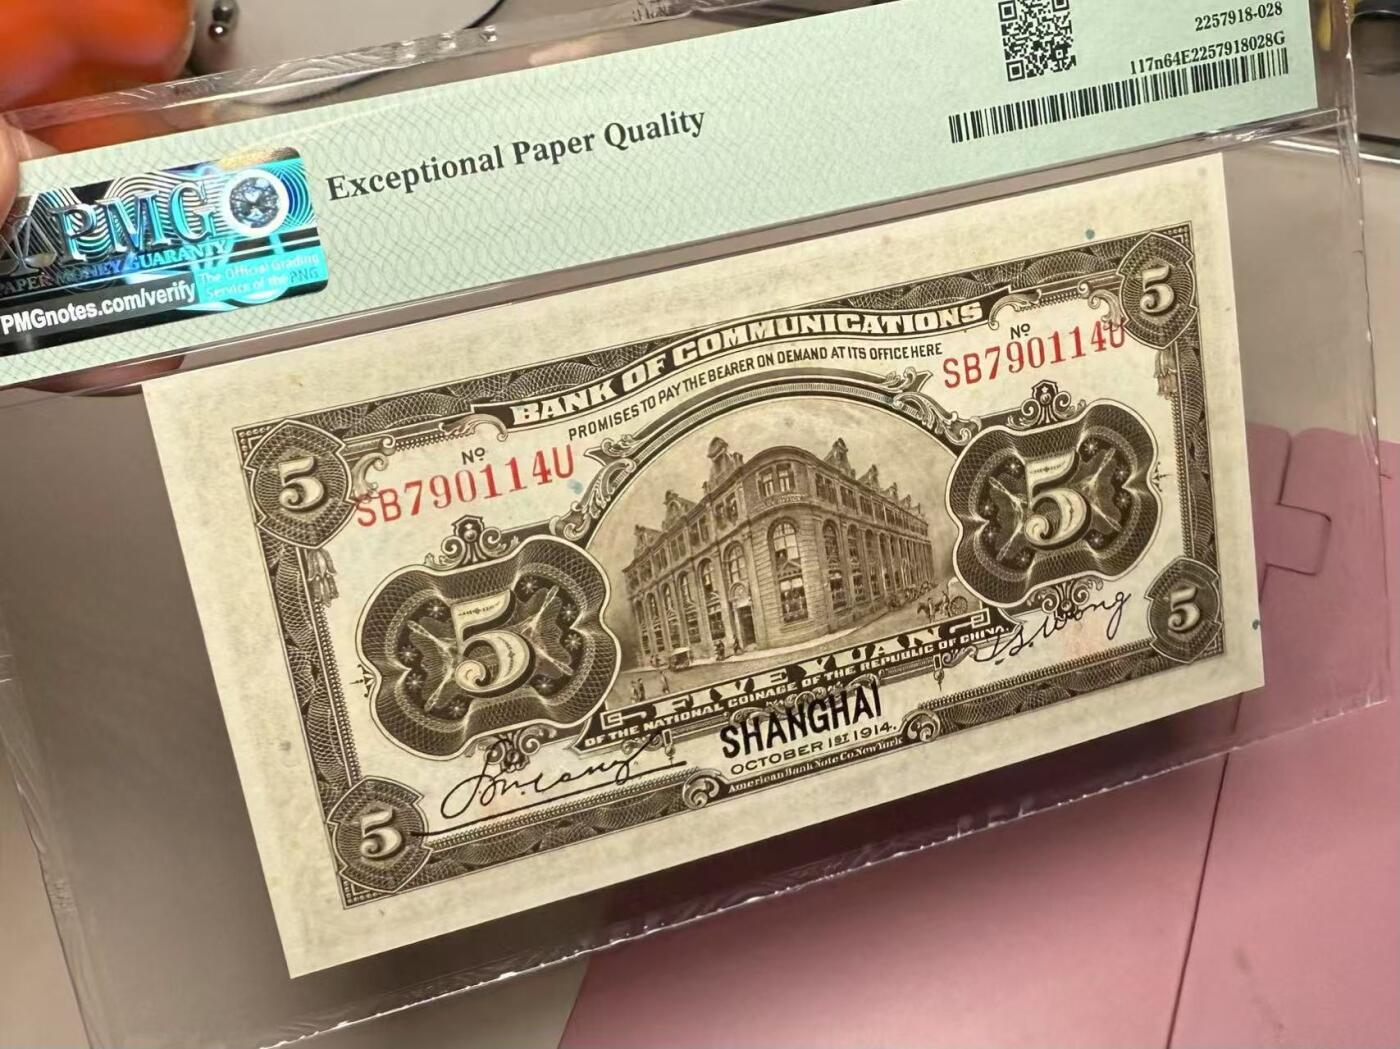 2257918-028
117n64E2257918028G
Exceptional Paper Quality
PMG
PAPER MONEY GUARANTY
The Official Grading
Service of the PNG
PMGnotes.com/verify
5
5
BANK OF COMMUNICATIONS
PROMISES TO PAY THE BEARER ON DEMAND AT ITS OFFICE HERE
Nº
SB790114U
Nº
SB790114U
5
5
FIVE YUAN
OF THE NATIONAL COINAGE OF THE REPUBLIC OF CHINA.
SHANGHAI
OCTOBER 1ST 1914.
American Bank Note Co. New York
5
5